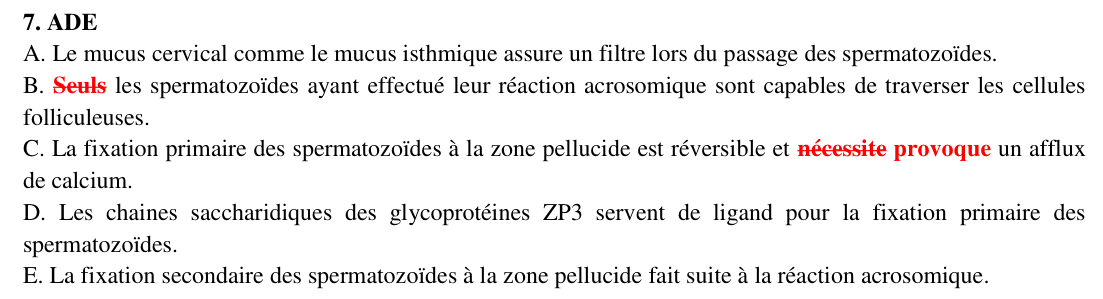 7. ADE
A. Le mucus cervical comme le mucus isthmique assure un filtre lors du passage des spermatozoïdes.
B. Seuls les spermatozoïdes ayant effectué leur réaction acrosomique sont capables de traverser les cellules
folliculeuses.
C. La fixation primaire des spermatozoïdes à la zone pellucide est réversible et nécessite provoque un afflux
de calcium.
D. Les chaines saccharidiques des glycoprotéines ZP3 servent de ligand pour la fixation primaire des
spermatozoïdes.
E. La fixation secondaire des spermatozoïdes à la zone pellucide fait suite à la réaction acrosomique.